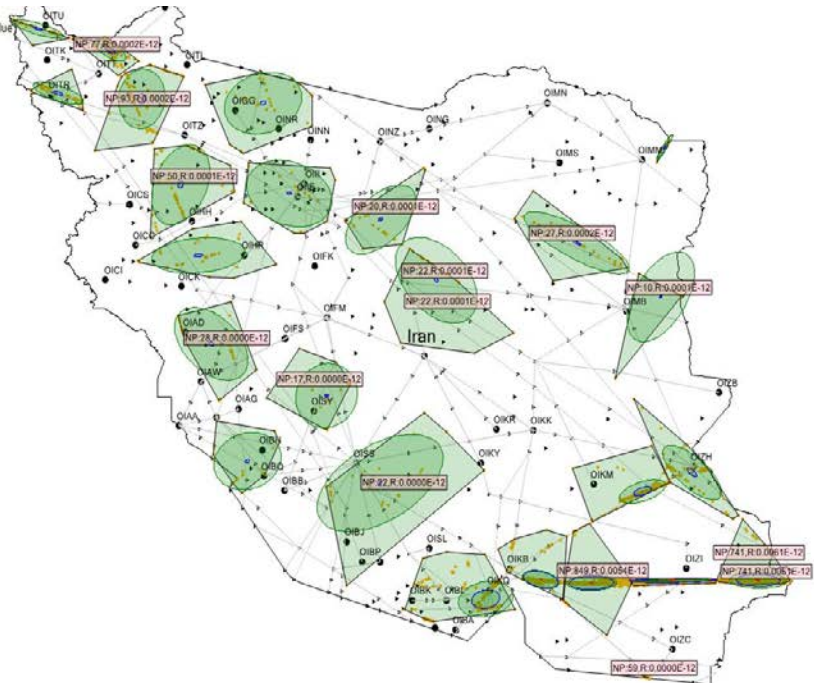 OITU
OITK
NP:77,R:0.0002E-12
OITL
OITR
NP:93,R:0.0002E-12
OIGG
OINR
OITZ
OINN
OINZ
OING
OIMN
OIMS
OIMM
NP:50,R:0.0001E-12
OICS
OIHH
NP:20,R:0.0001E-12
OICC
OIHR
OICI
OICK
OIFK
NP:27,R:0.0002E-12
NP:22,R:0.0001E-12
NP:22,R:0.0001E-12
NP:10,R:0.0001E-12
OIMB
OIAD
OIFM
OIFS
Iran
NP:28,R:0.0000E-12
OIAW
NP:17,R:0.0000E-12
OIZB
OIAG
OISY
OIAA
OIKR
OIKK
OISS
OIKY
OIZH
OIBQ
OIBB
NP:22,R:0.0000E-12
OIKM
OIBJ
OISL
OIBP
OIKB
NP:741,R:0.0061E-12
OIZI
NP:849,R:0.0054E-12
NP:741,R:0.0061E-12
OIBK
OIBL
OIKQ
OIBA
OIZC
NP:59,R:0.0000E-12